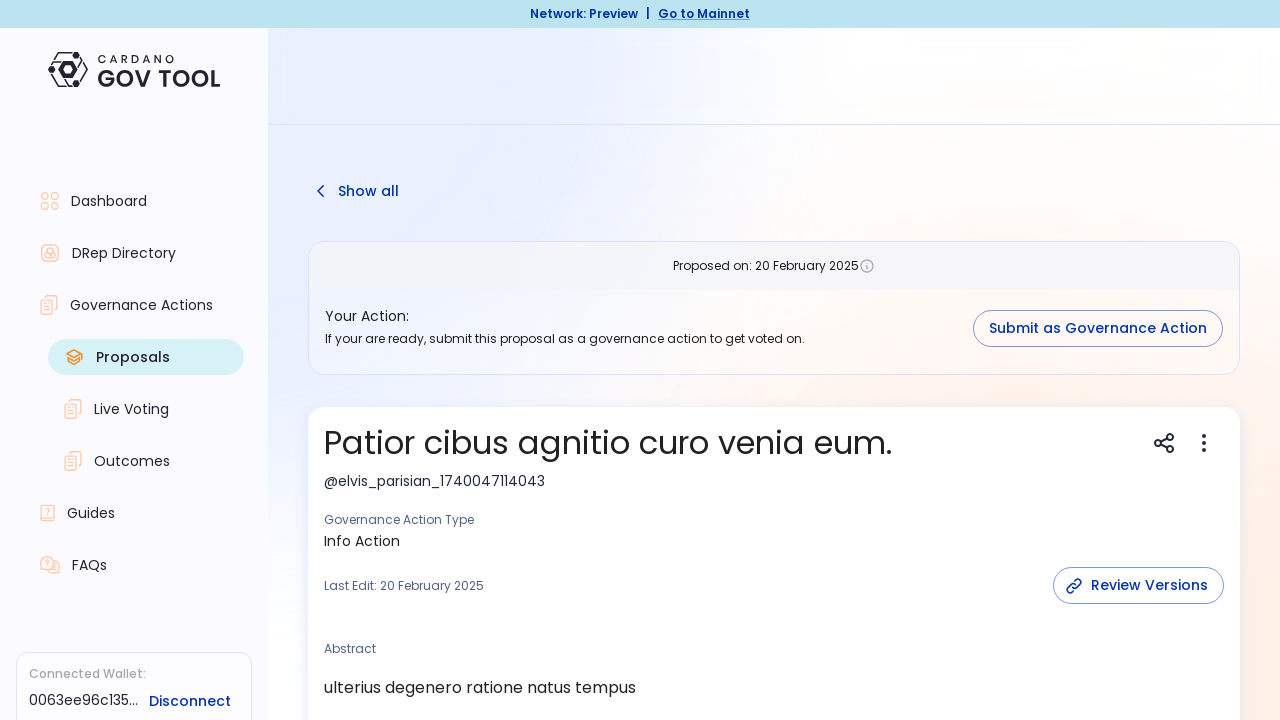 Network: Preview | Go to Mainnet
CARDANO
GOV TOOL
Dashboard
DRep Directory
Governance Actions
Proposals
Live Voting
Outcomes
Guides
FAQs
Connected Wallet:
0063ee96c135...
Disconnect
Show all
Proposed on: 20 February 2025
Your Action:
If your are ready, submit this proposal as a governance action to get voted on.
Submit as Governance Action
Patior cibus agnitio curo venia eum.
@elvis_parisian_1740047114043
Governance Action Type
Info Action
Last Edit: 20 February 2025
Review Versions
Abstract
ulterius degenero ratione natus tempus